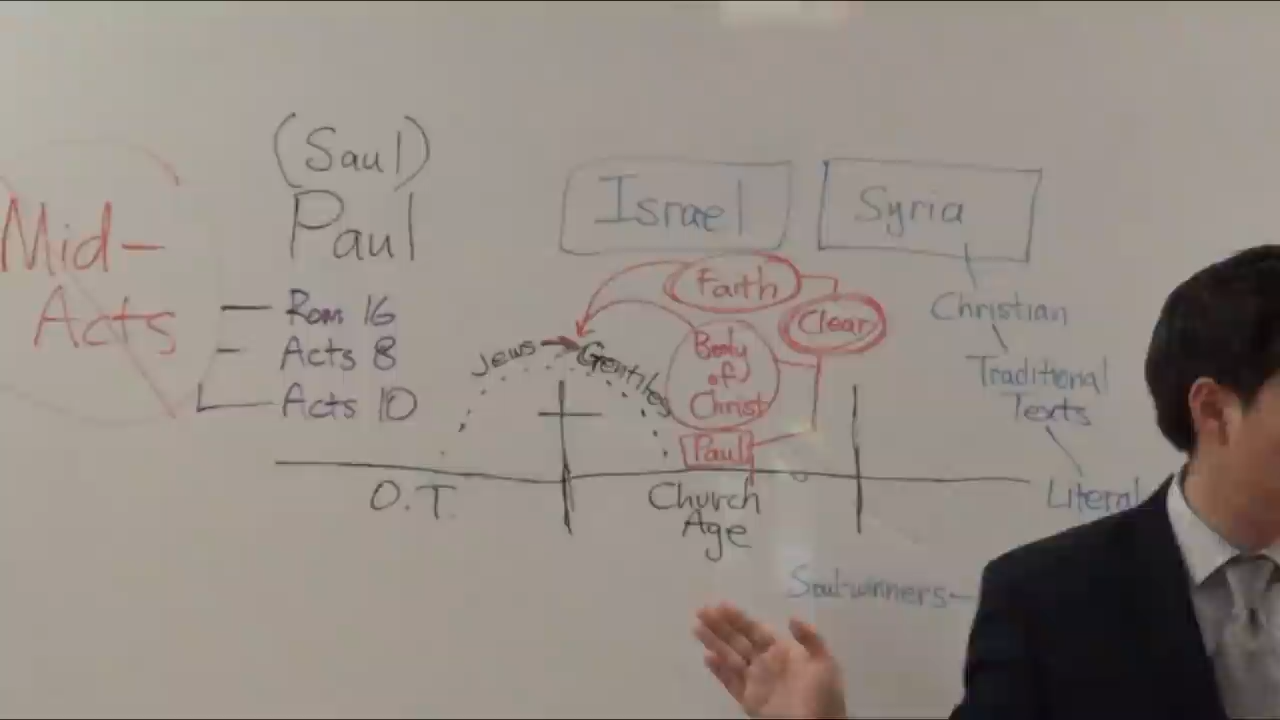 Mid-
Acts
(Saul)
Paul
Rom 16
Acts 8
Acts 10
Israel
Syria
Faith
Clear
Jews
Gentiles
Body
of
Christ
Paul
Christian
Traditional
Texts
O.T.
Church
Age
Soul-winners